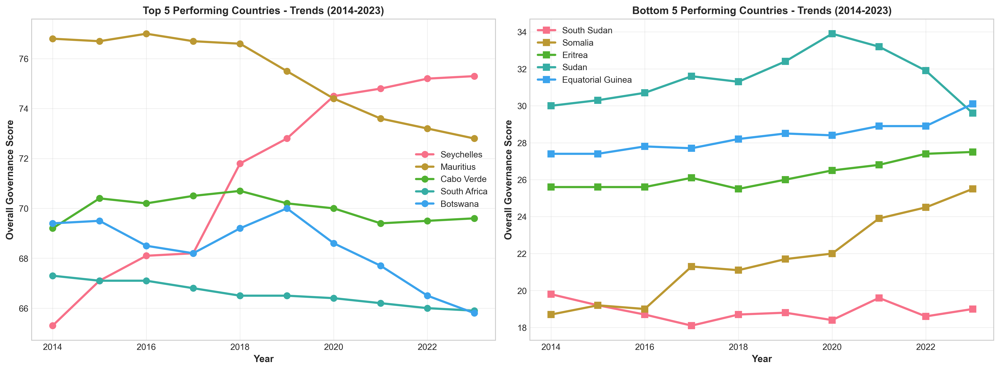 Top 5 Performing Countries - Trends (2014-2023)
Overall Governance Score
76
74
72
70
68
66
Seychelles
Mauritius
Cabo Verde
South Africa
Botswana
2014
2016
2018
2020
2022
Year
Bottom 5 Performing Countries - Trends (2014-2023)
Overall Governance Score
34
32
30
28
26
24
22
20
18
South Sudan
Somalia
Eritrea
Sudan
Equatorial Guinea
2014
2016
2018
2020
2022
Year